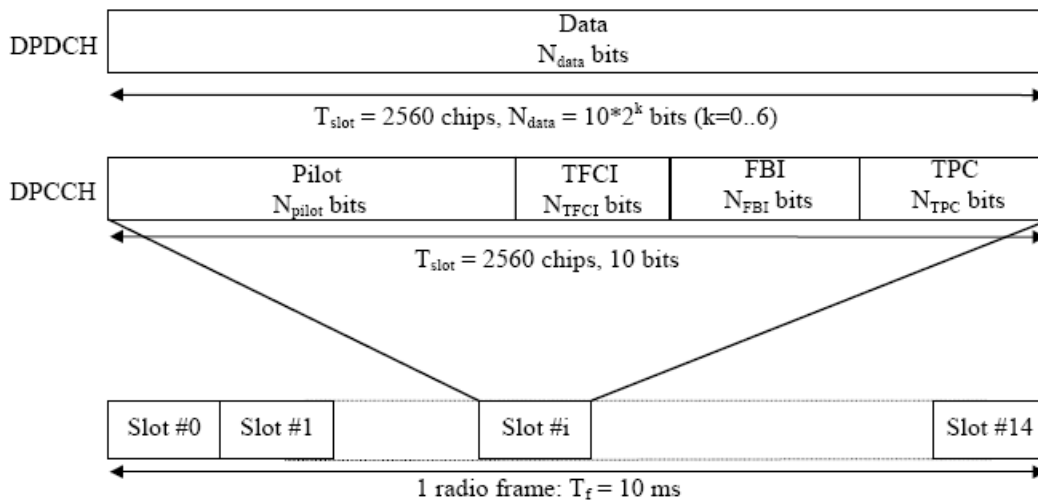 DPDCH
Data
N_data bits
T_slot = 2560 chips, N_data = 10*2^k bits (k=0..6)
DPCCH
Pilot
N_pilot bits
TFCI
N_TFCI bits
FBI
N_FBI bits
TPC
N_TPC bits
T_slot = 2560 chips, 10 bits
Slot #0
Slot #1
Slot #i
Slot #14
1 radio frame: T_f = 10 ms